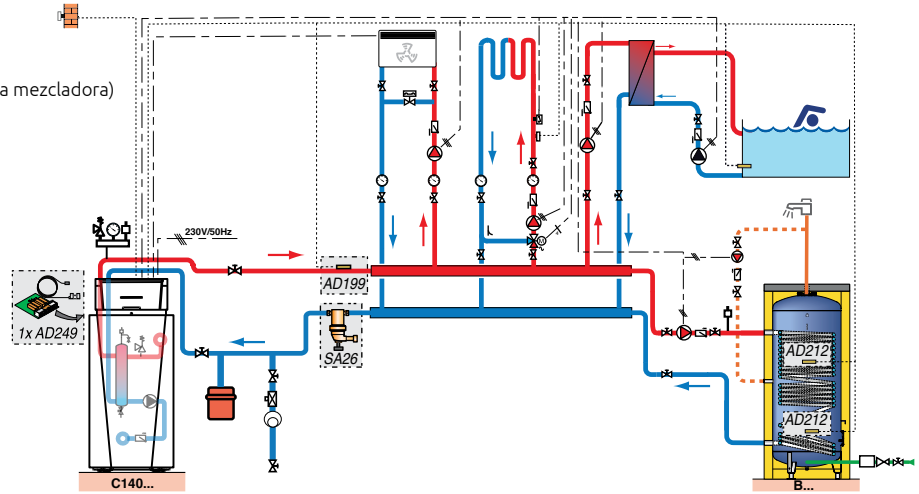 a mezcladora)
230V/50Hz
AD199
1x AD249
SA26
M
AD212
AD212
C140...
B...